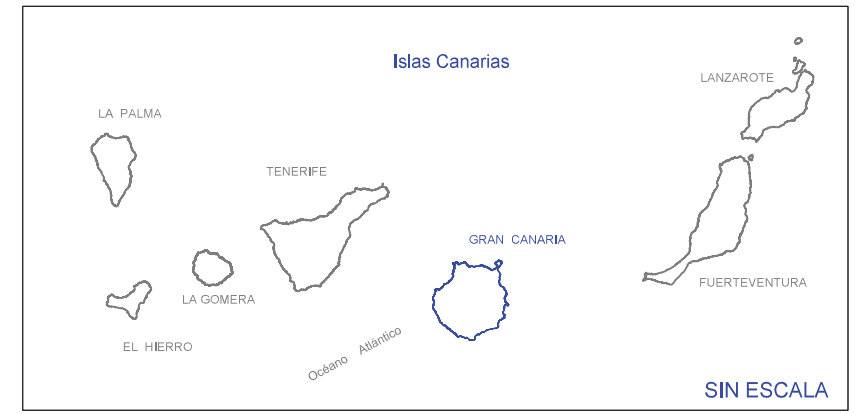 Islas Canarias
LANZAROTE
LA PALMA
TENERIFE
GRAN CANARIA
FUERTEVENTURA
LA GOMERA
EL HIERRO
Océano Atlántico
SIN ESCALA